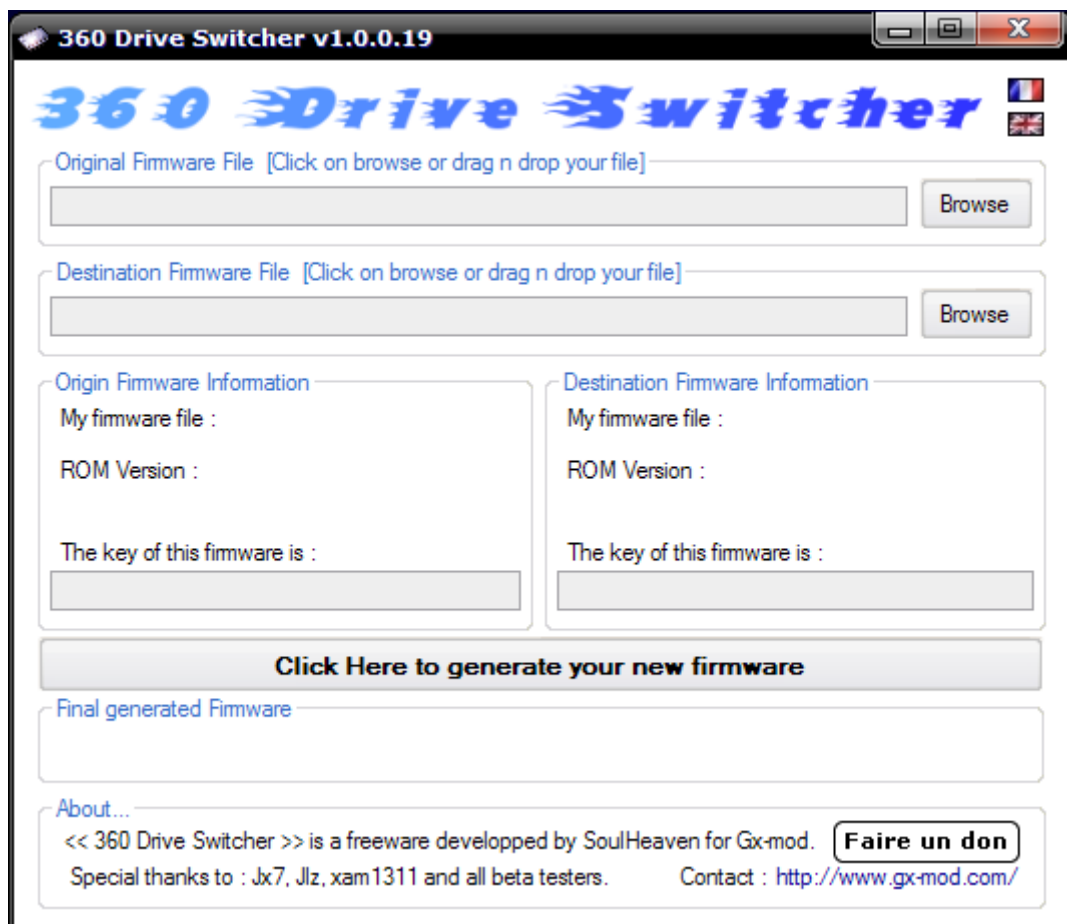 360 Drive Switcher v1.0.0.19
360 Drive Switcher
Original Firmware File [Click on browse or drag n drop your file]
Browse
Destination Firmware File [Click on browse or drag n drop your file]
Browse
Origin Firmware Information
My firmware file :
ROM Version :
The key of this firmware is :
Destination Firmware Information
My firmware file :
ROM Version :
The key of this firmware is :
Click Here to generate your new firmware
Final generated Firmware
About...
<< 360 Drive Switcher >> is a freeware developped by SoulHeaven for Gx-mod.
Faire un don
Special thanks to : Jx7, Jlz, xam1311 and all beta testers.
Contact : http://www.gx-mod.com/